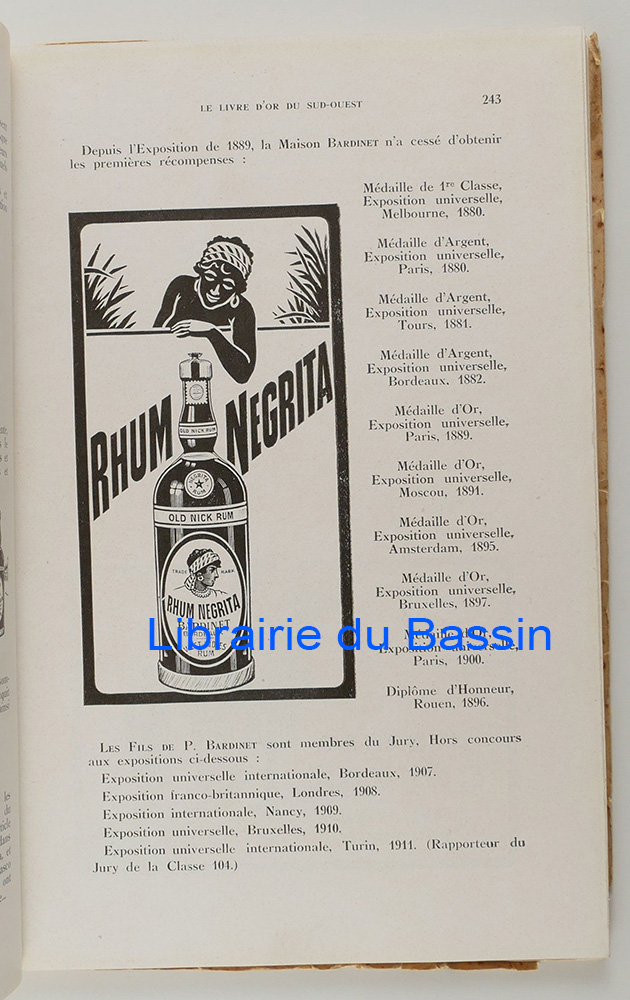 LE LIVRE D'OR DU SUD-OUEST
243
Depuis l'Exposition de 1889, la Maison BARDINET n'a cessé d'obtenir
les premières récompenses :
Médaille de 1re Classe,
Exposition universelle,
Melbourne, 1880.
Médaille d'Argent,
Exposition universelle,
Paris, 1880.
Médaille d'Argent,
Exposition universelle,
Tours, 1881.
Médaille d'Argent,
Exposition universelle,
Bordeaux, 1882.
Médaille d'Or,
Exposition universelle,
Paris, 1889.
Médaille d'Or,
Exposition universelle,
Moscou, 1891.
Médaille d'Or,
Exposition universelle,
Amsterdam, 1895.
Médaille d'Or,
Exposition universelle,
Bruxelles, 1897.
Médaille d'Or,
Exposition universelle,
Paris, 1900.
Diplôme d'Honneur,
Rouen, 1896.
RHUM NEGRITA
OLD NICK RUM
NEGRITA
RUM
OLD NICK RUM
TRADE MARK
RHUM NEGRITA
BARDINET
RUM
Librairie du Bassin
LES FILS DE P. BARDINET sont membres du Jury, Hors concours
aux expositions ci-dessous :
Exposition universelle internationale, Bordeaux, 1907.
Exposition franco-britannique, Londres, 1908.
Exposition internationale, Nancy, 1909.
Exposition universelle, Bruxelles, 1910.
Exposition universelle internationale, Turin, 1911. (Rapporteur du
Jury de la Classe 104.)